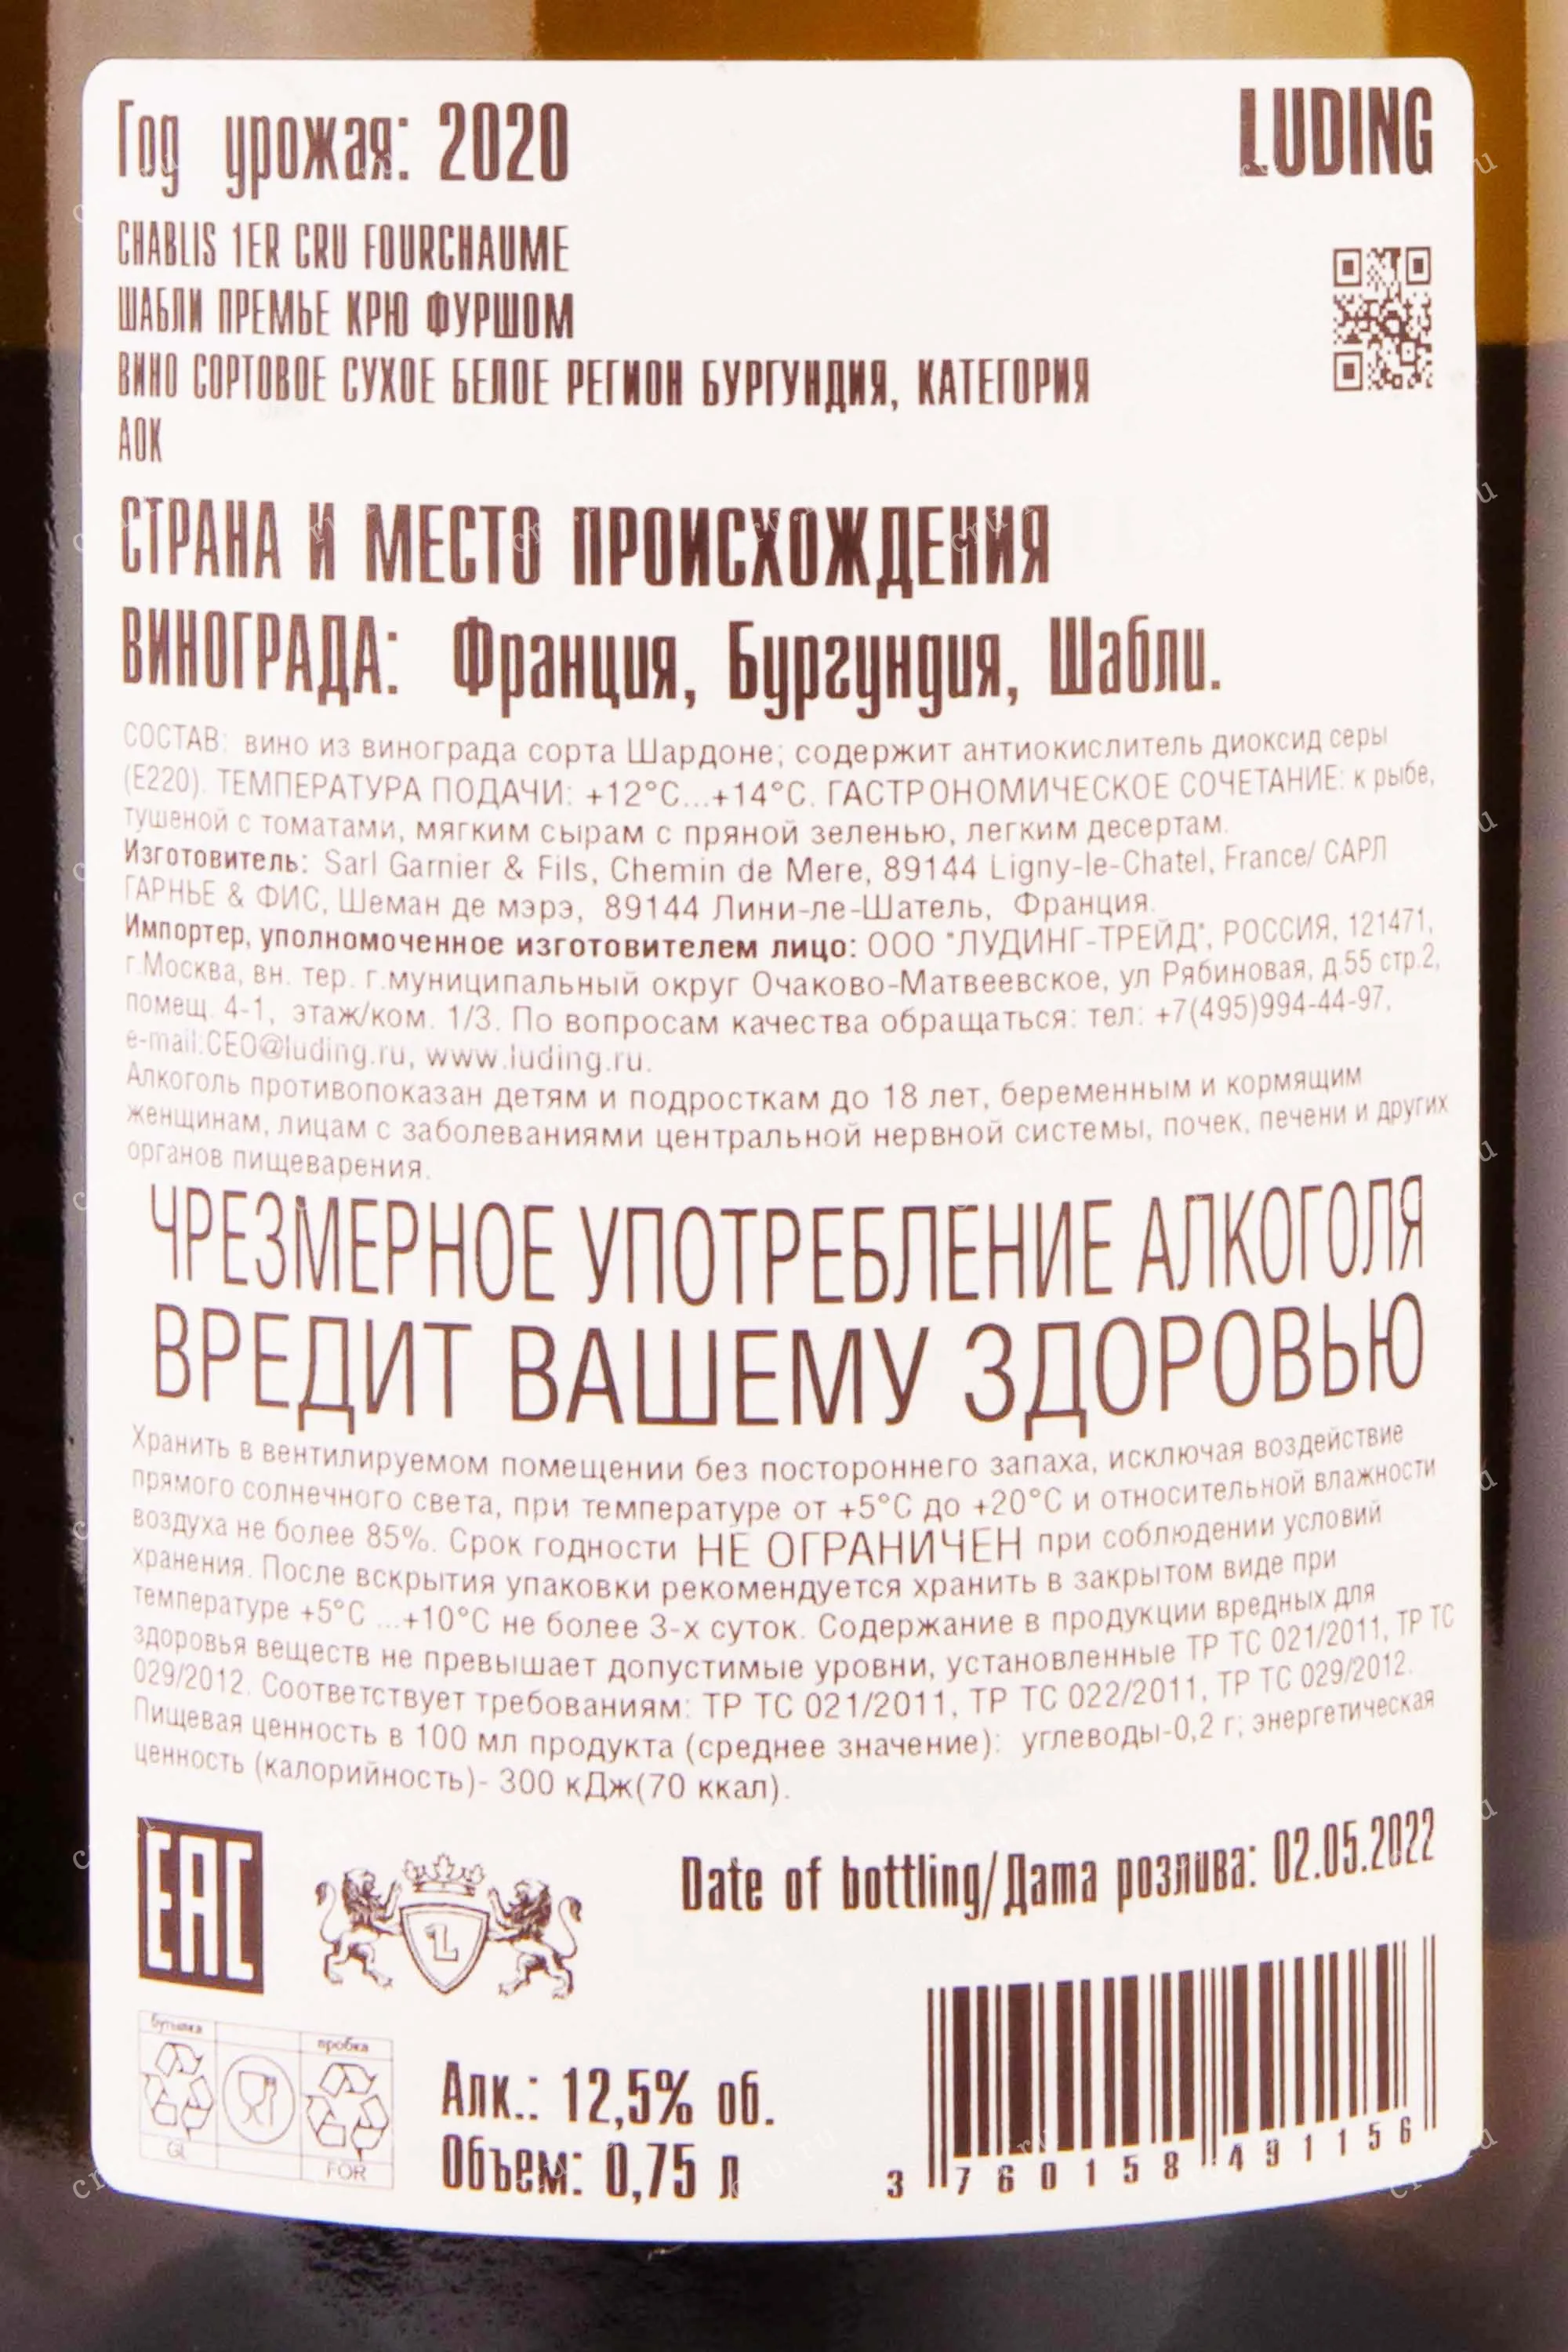 Год урожая: 2020
LUDING
CHABLIS 1ER CRU FOURCHAUME
ШАБЛИ ПРЕМЬЕ КРЮ ФУРШОМ
ВИНО СОРТОВОЕ СУХОЕ БЕЛОЕ РЕГИОН БУРГУНДИЯ, КАТЕГОРИЯ
АОК
СТРАНА И МЕСТО ПРОИСХОЖДЕНИЯ
ВИНОГРАДА: Франция, Бургундия, Шабли.
СОСТАВ: вино из винограда сорта Шардоне; содержит антиокислитель диоксид серы
(Е220). ТЕМПЕРАТУРА ПОДАЧИ: +12°С...+14°С. ГАСТРОНОМИЧЕСКОЕ СОЧЕТАНИЕ: к рыбе,
тушеной с томатами, мягким сырам с пряной зеленью, легким десертам.
Изготовитель: Sarl Garnier & Fils, Chemin de Mere, 89144 Ligny-le-Chatel, France/ САРЛ
ГАРНЬЕ & ФИС, Шеман де мэрэ, 89144 Лини-ле-Шатель, Франция.
Импортер, уполномоченное изготовителем лицо: ООО "ЛУДИНГ-ТРЕЙД", РОССИЯ, 121471,
г.Москва, вн. тер. г.муниципальный округ Очаково-Матвеевское, ул Рябиновая, д.55 стр.2,
помещ. 4-1, этаж/ком. 1/3. По вопросам качества обращаться: тел: +7(495)994-44-97,
e-mail:CEO@luding.ru, www.luding.ru.
Алкоголь противопоказан детям и подросткам до 18 лет, беременным и кормящим
женщинам, лицам с заболеваниями центральной нервной системы, почек, печени и других
органов пищеварения.
ЧРЕЗМЕРНОЕ УПОТРЕБЛЕНИЕ АЛКОГОЛЯ
ВРЕДИТ ВАШЕМУ ЗДОРОВЬЮ
Хранить в вентилируемом помещении без постороннего запаха, исключая воздействие
прямого солнечного света, при температуре от +5°С до +20°С и относительной влажности
воздуха не более 85%. Срок годности НЕ ОГРАНИЧЕН при соблюдении условий
хранения. После вскрытия упаковки рекомендуется хранить в закрытом виде при
температуре +5°С ...+10°С не более 3-х суток. Содержание в продукции вредных для
здоровья веществ не превышает допустимые уровни, установленные ТР ТС 021/2011, ТР ТС
029/2012. Соответствует требованиям: ТР ТС 021/2011, ТР ТС 022/2011, ТР ТС 029/2012.
Пищевая ценность в 100 мл продукта (среднее значение): углеводы-0,2 г; энергетическая
ценность (калорийность)- 300 кДж(70 ккал).
EAC
L
Date of bottling/Дата розлива: 02.05.2022
бутылка
пробка
GL
FOR
Алк.: 12,5% об.
Объем: 0,75 л
3 760158 491156